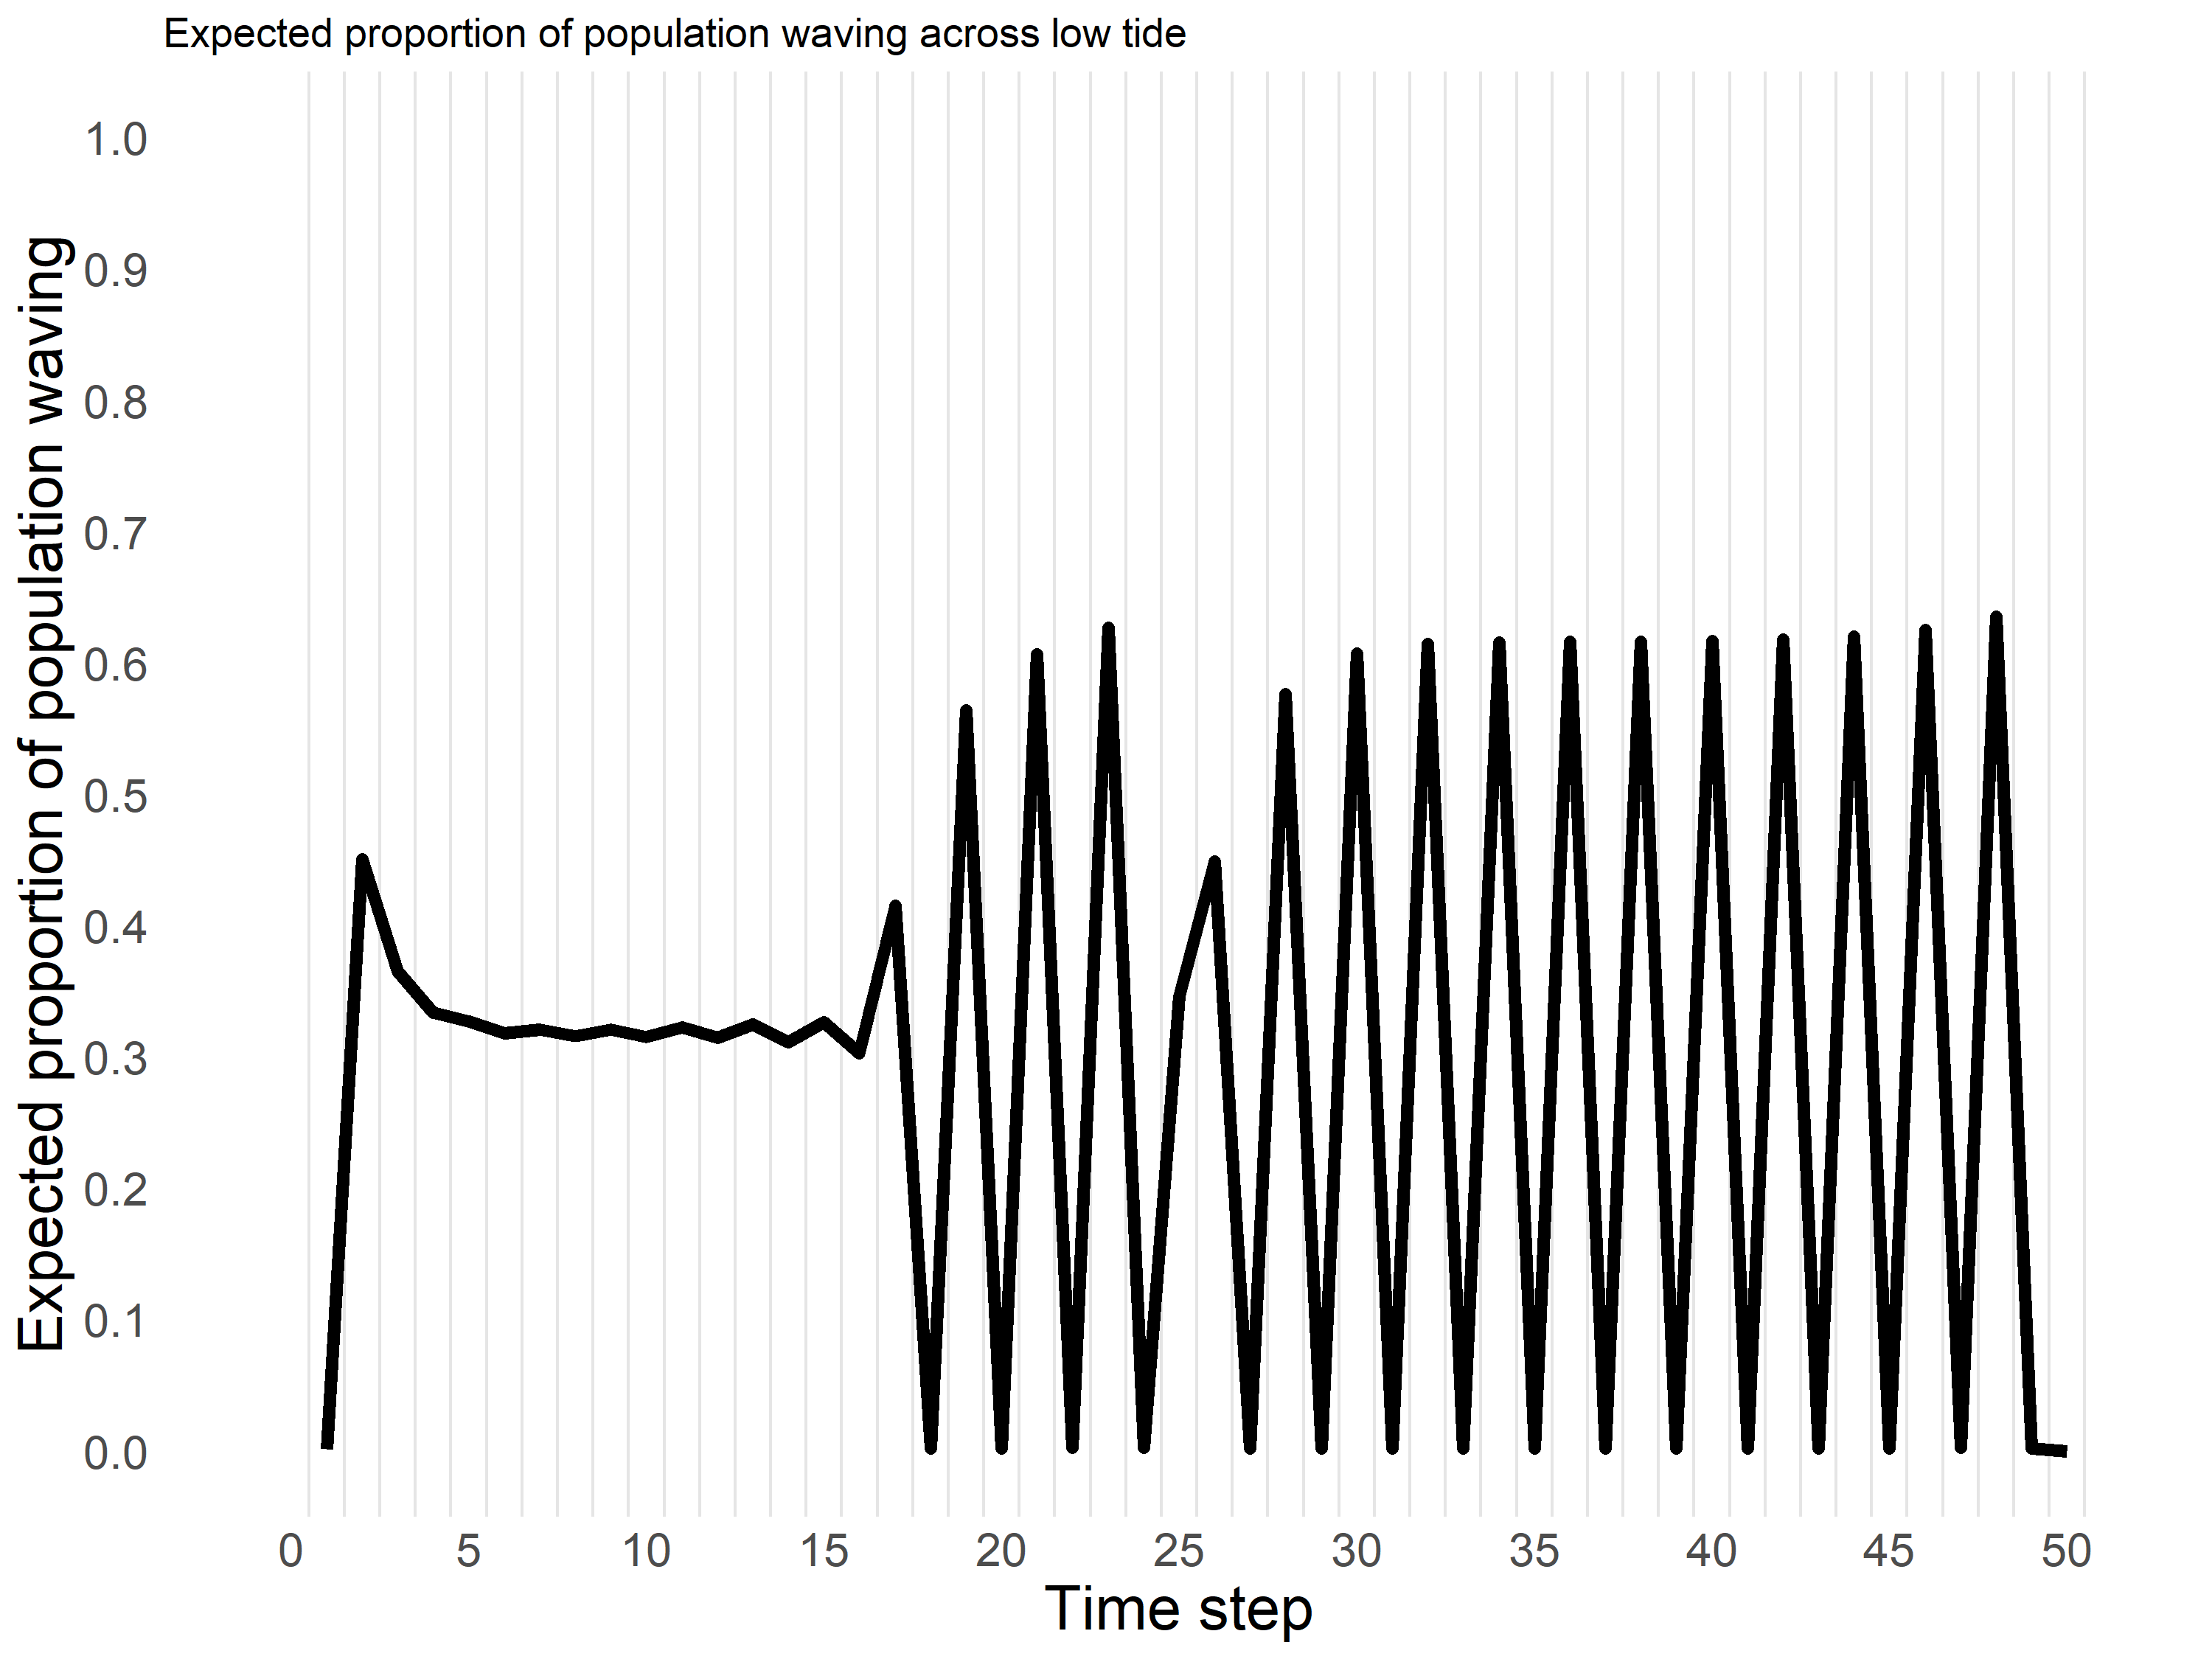 Expected proportion of population waving across low tide
Expected proportion of population waving
1.0
0.9
0.8
0.7
0.6
0.5
0.4
0.3
0.2
0.1
0.0
0 5 10 15 20 25 30 35 40 45 50
Time step